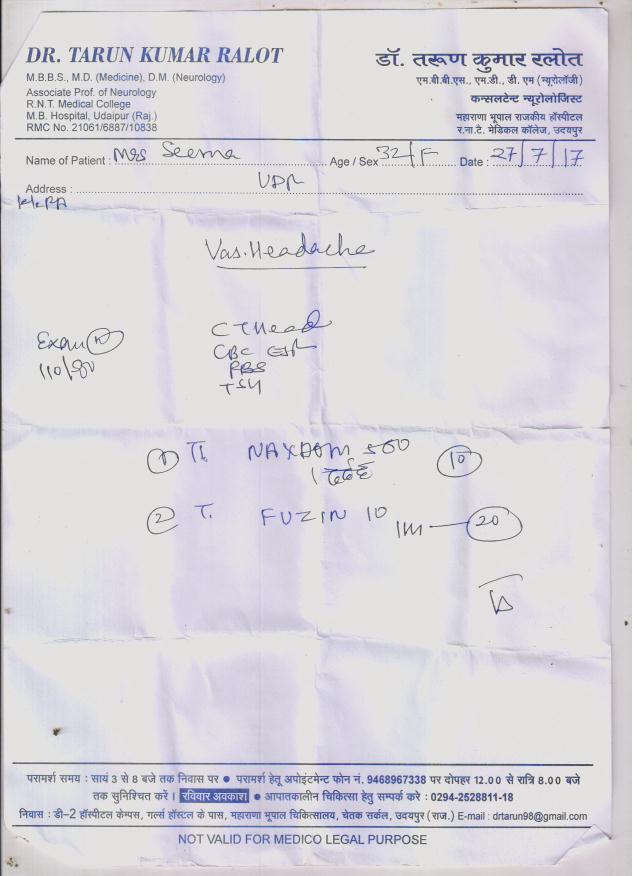 DR. TARUN KUMAR RALOT
M.B.B.S., M.D. (Medicine), D.M. (Neurology)
Associate Prof. of Neurology
R.N.T. Medical College
M.B. Hospital, Udaipur (Raj.)
RMC No. 21061/6887/10838
डॉ. तरूण कुमार रलोत
एम.बी.बी.एस., एम.डी., डी. एम (न्यूरोलॉजी)
कन्सलटेन्ट न्यूरोलोजिस्ट
महाराणा भूपाल राजकीय हॉस्पीटल
र.ना.टे. मेडिकल कॉलेज, उदयपुर
Name of Patient : Mrs Seema Age / Sex 32/F Date : 27/7/17
Address : UDR
Vas. Headache
CT Head
Exam N
CBC ESR
110/80
RBS
TSH
1 T. NAXDOM 500 10
1 दर्द
2 T. FUZIN 10 20
परामर्श समय : सायं 3 से 8 बजे तक निवास पर ● परामर्श हेतू अपोइंटमेन्ट फोन नं. 9468967338 पर दोपहर 12.00 से रात्रि 8.00 बजे
तक सुनिश्चित करें । रविवार अवकाश ● आपातकालीन चिकित्सा हेतु सम्पर्क करे : 0294-2528811-18
निवास : डी–2 हॉस्पीटल केम्पस, गर्ल्स हॉस्टल के पास, महाराणा भूपाल चिकित्सालय, चेतक सर्कल, उदयपुर (राज.) E-mail : drtarun98@gmail.com
NOT VALID FOR MEDICO LEGAL PURPOSE